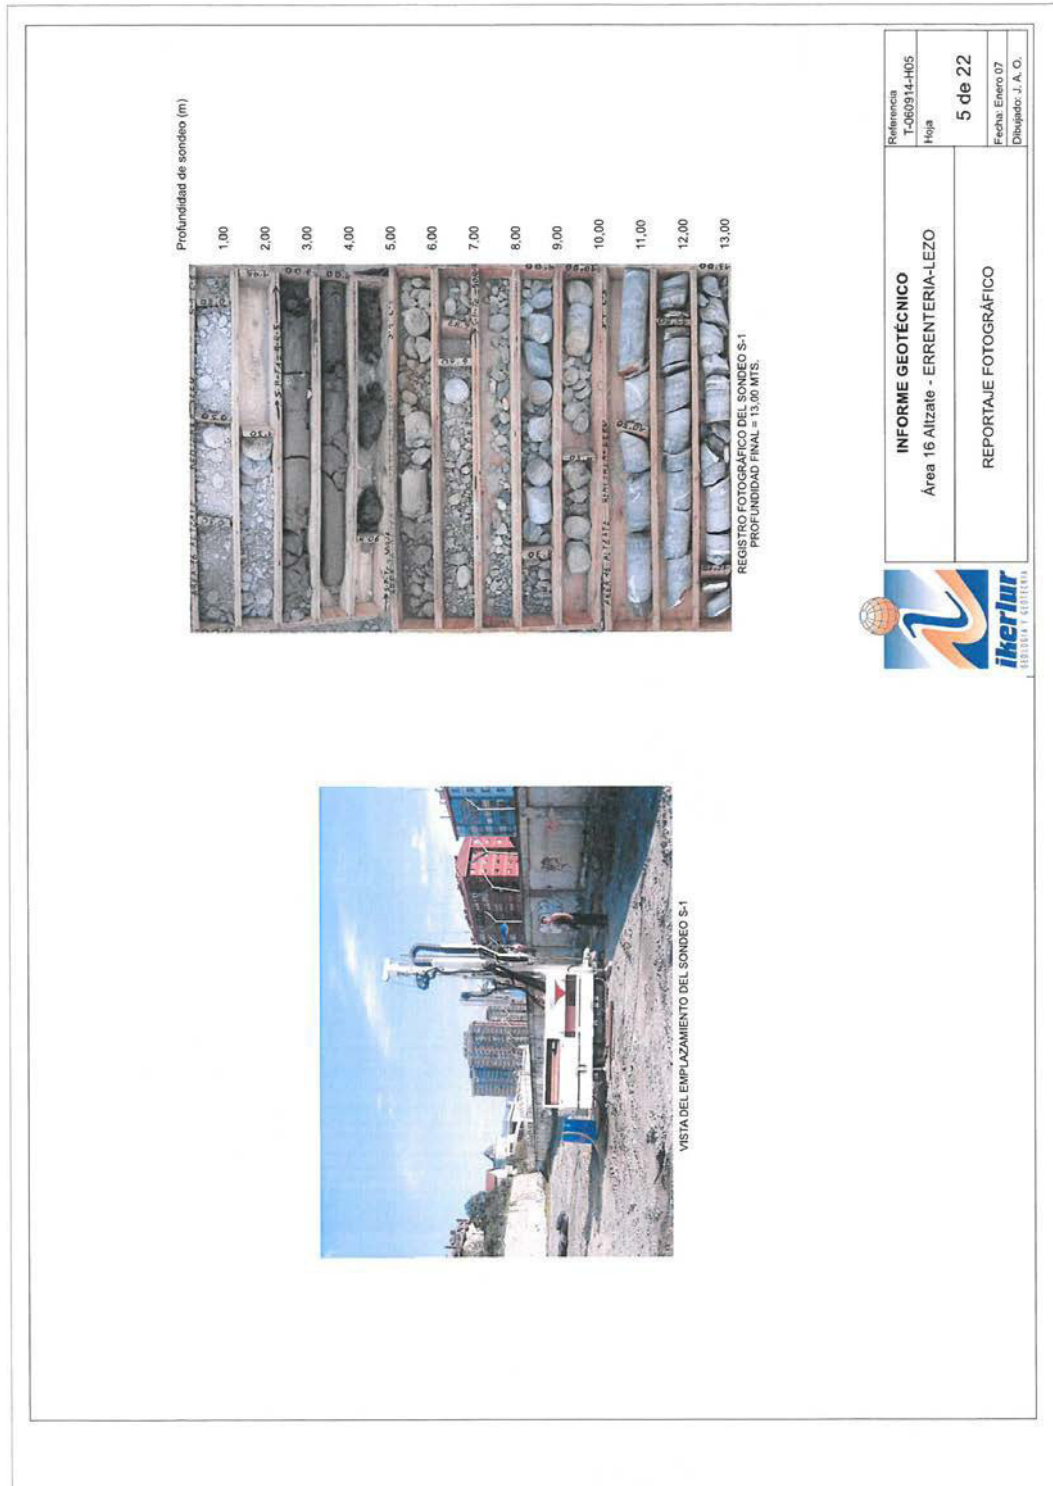 Profundidad de sondeo (m)
1,00
2,00
3,00
4,00
5,00
6,00
7,00
8,00
9,00
10,00
11,00
12,00
13,00
REGISTRO FOTOGRÁFICO DEL SONDEO S-1
PROFUNDIDAD FINAL = 13,00 MTS.
VISTA DEL EMPLAZAMIENTO DEL SONDEO S-1
ikerlur
GEOLOGIA Y GEOTECNIA
INFORME GEOTÉCNICO
Área 16 Altzate - ERRENTERIA-LEZO
REPORTAJE FOTOGRÁFICO
Referencia
T-060914-H05
Hoja
5 de 22
Fecha: Enero 07
Dibujado: J. A. O.